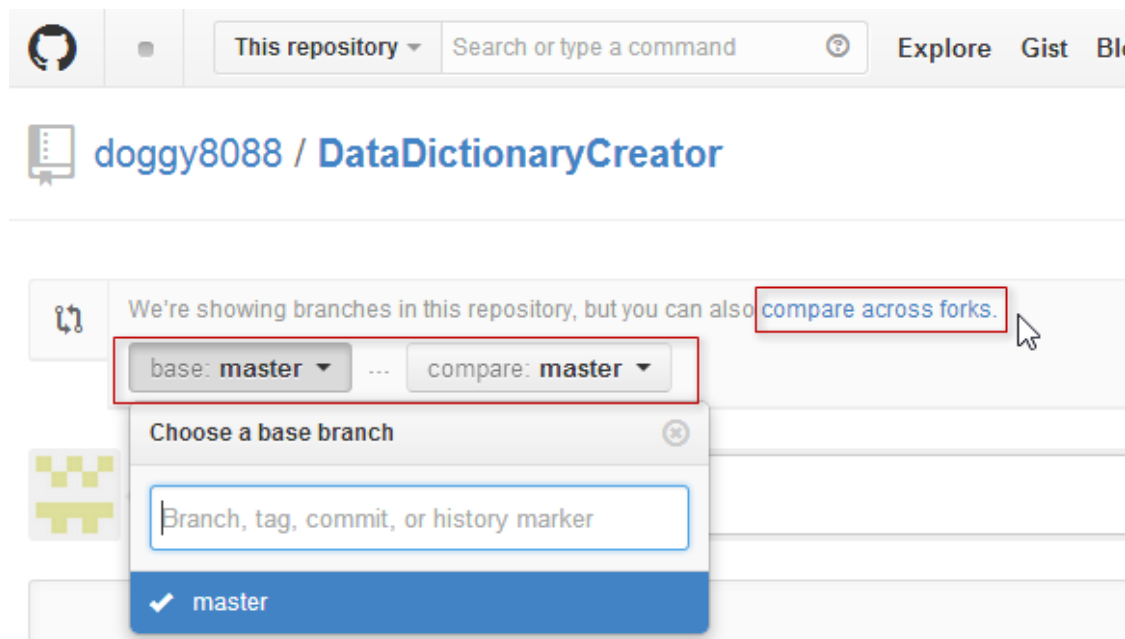 This repository Search or type a command Explore Gist
doggy8088 / DataDictionaryCreator
We're showing branches in this repository, but you can also compare across forks.
base: master ... compare: master
Choose a base branch
Branch, tag, commit, or history marker
master